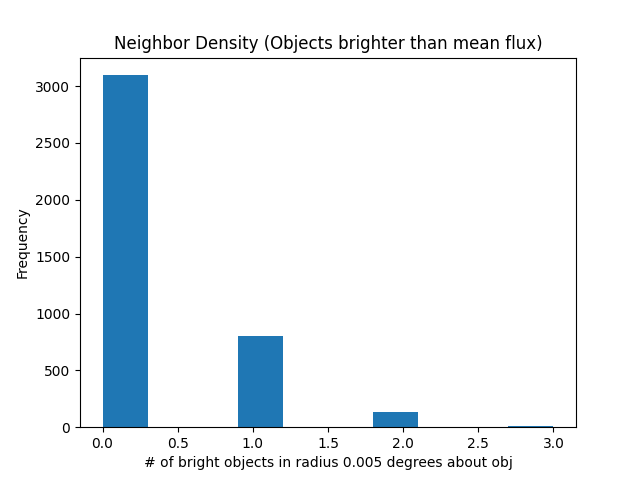 Neighbor Density (Objects brighter than mean flux)
3000
2500
2000
1500
1000
500
0
Frequency
0.0 0.5 1.0 1.5 2.0 2.5 3.0
# of bright objects in radius 0.005 degrees about obj